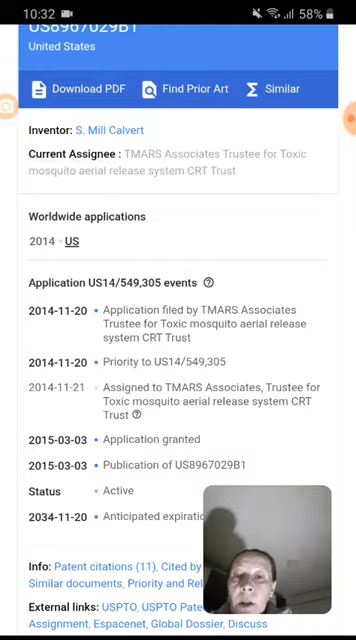 10:32 58%
US8967029B1
United States
Download PDF Find Prior Art Similar
Inventor: S. Mill Calvert
Current Assignee : TMARS Associates Trustee for Toxic
mosquito aerial release system CRT Trust
Worldwide applications
2014 · US
Application US14/549,305 events
2014-11-20 • Application filed by TMARS Associates
Trustee for Toxic mosquito aerial release
system CRT Trust
2014-11-20 • Priority to US14/549,305
2014-11-21 Assigned to TMARS Associates, Trustee for
Toxic mosquito aerial release system CRT
Trust
2015-03-03 • Application granted
2015-03-03 • Publication of US8967029B1
Status • Active
2034-11-20 • Anticipated
Info: Patent citations (11), Cited by
Similar documents, Priority and
External links: USPTO, USPTO
Assignment, Espacenet, Global Dossier, Discuss